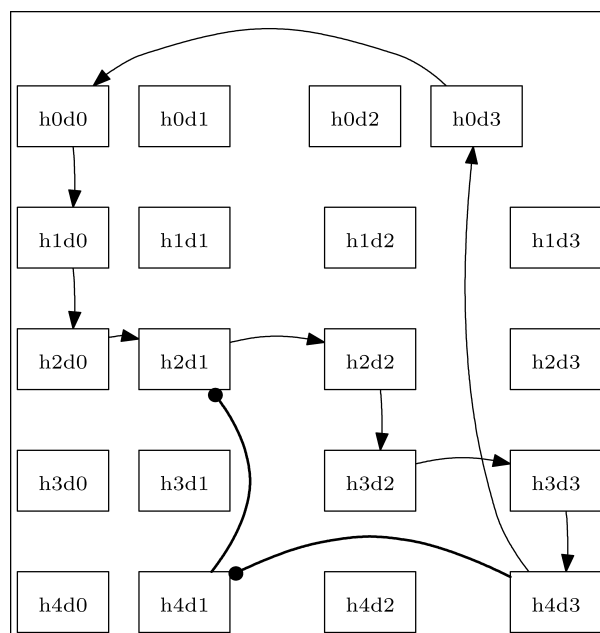 h0d0 h0d1 h0d2 h0d3
h1d0 h1d1 h1d2 h1d3
h2d0 h2d1 h2d2 h2d3
h3d0 h3d1 h3d2 h3d3
h4d0 h4d1 h4d2 h4d3